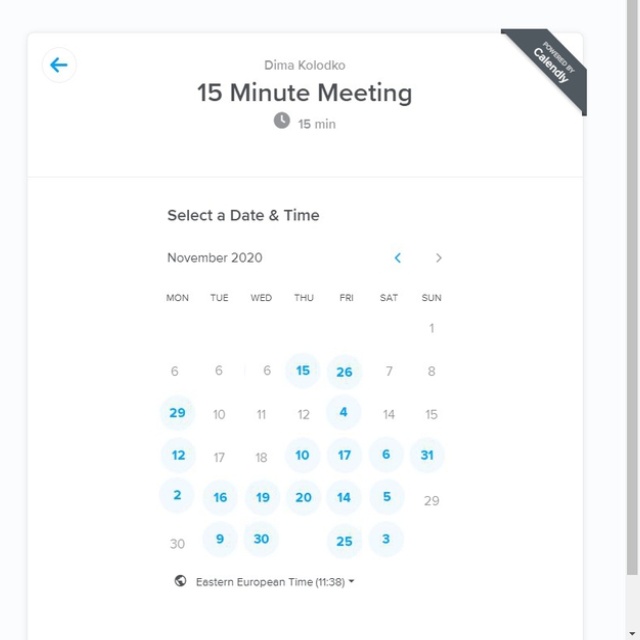 POWERED BY
Calendly
Dima Kolodko
15 Minute Meeting
15 min
Select a Date & Time
November 2020
MON TUE WED THU FRI SAT SUN
1
6 6 6 15 26 7 8
29 10 11 12 4 14 15
12 17 18 10 17 6 31
2 16 19 20 14 5 29
30 9 30 25 3
Eastern European Time (11:38)